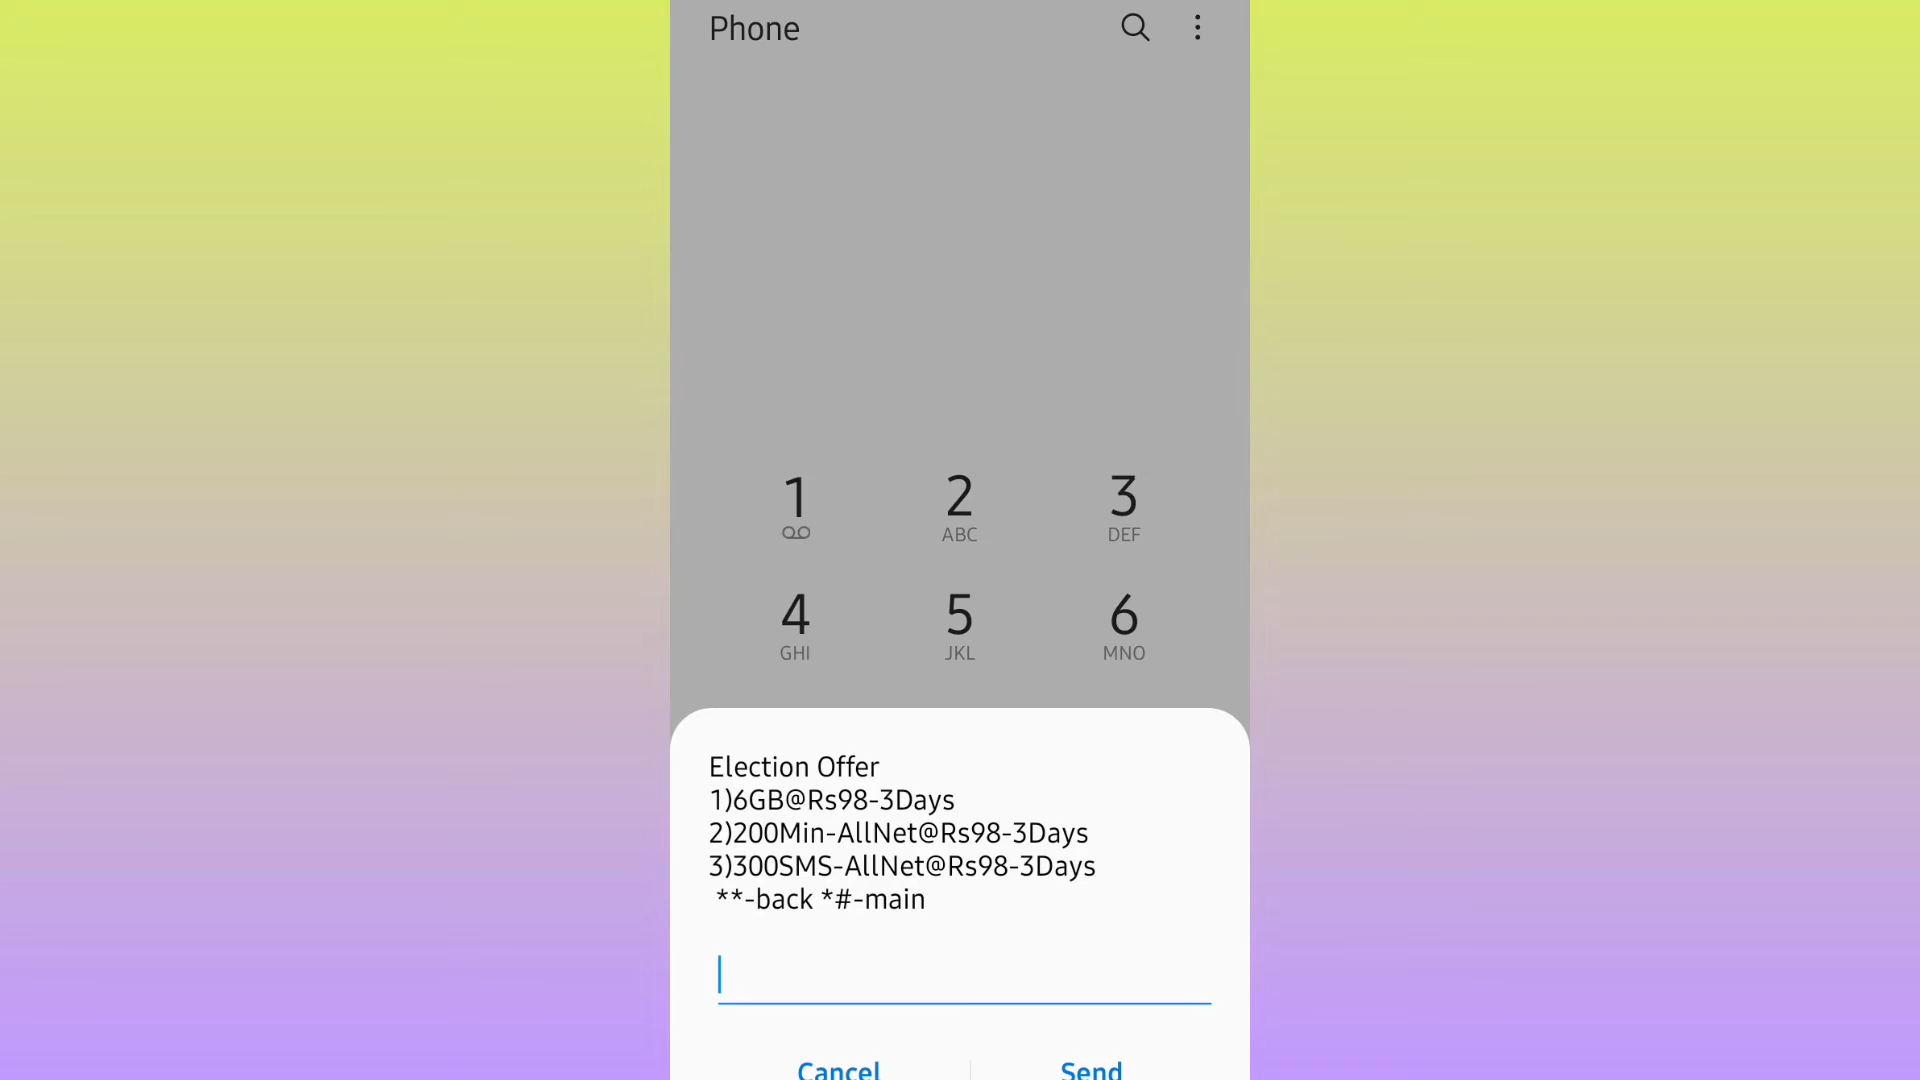 Phone
1
2
ABC
3
DEF
4
GHI
5
JKL
6
MNO
Election Offer
1)6GB@Rs98-3Days
2)200Min-AllNet@Rs98-3Days
3)300SMS-AllNet@Rs98-3Days
**-back *#-main
Cancel
Send